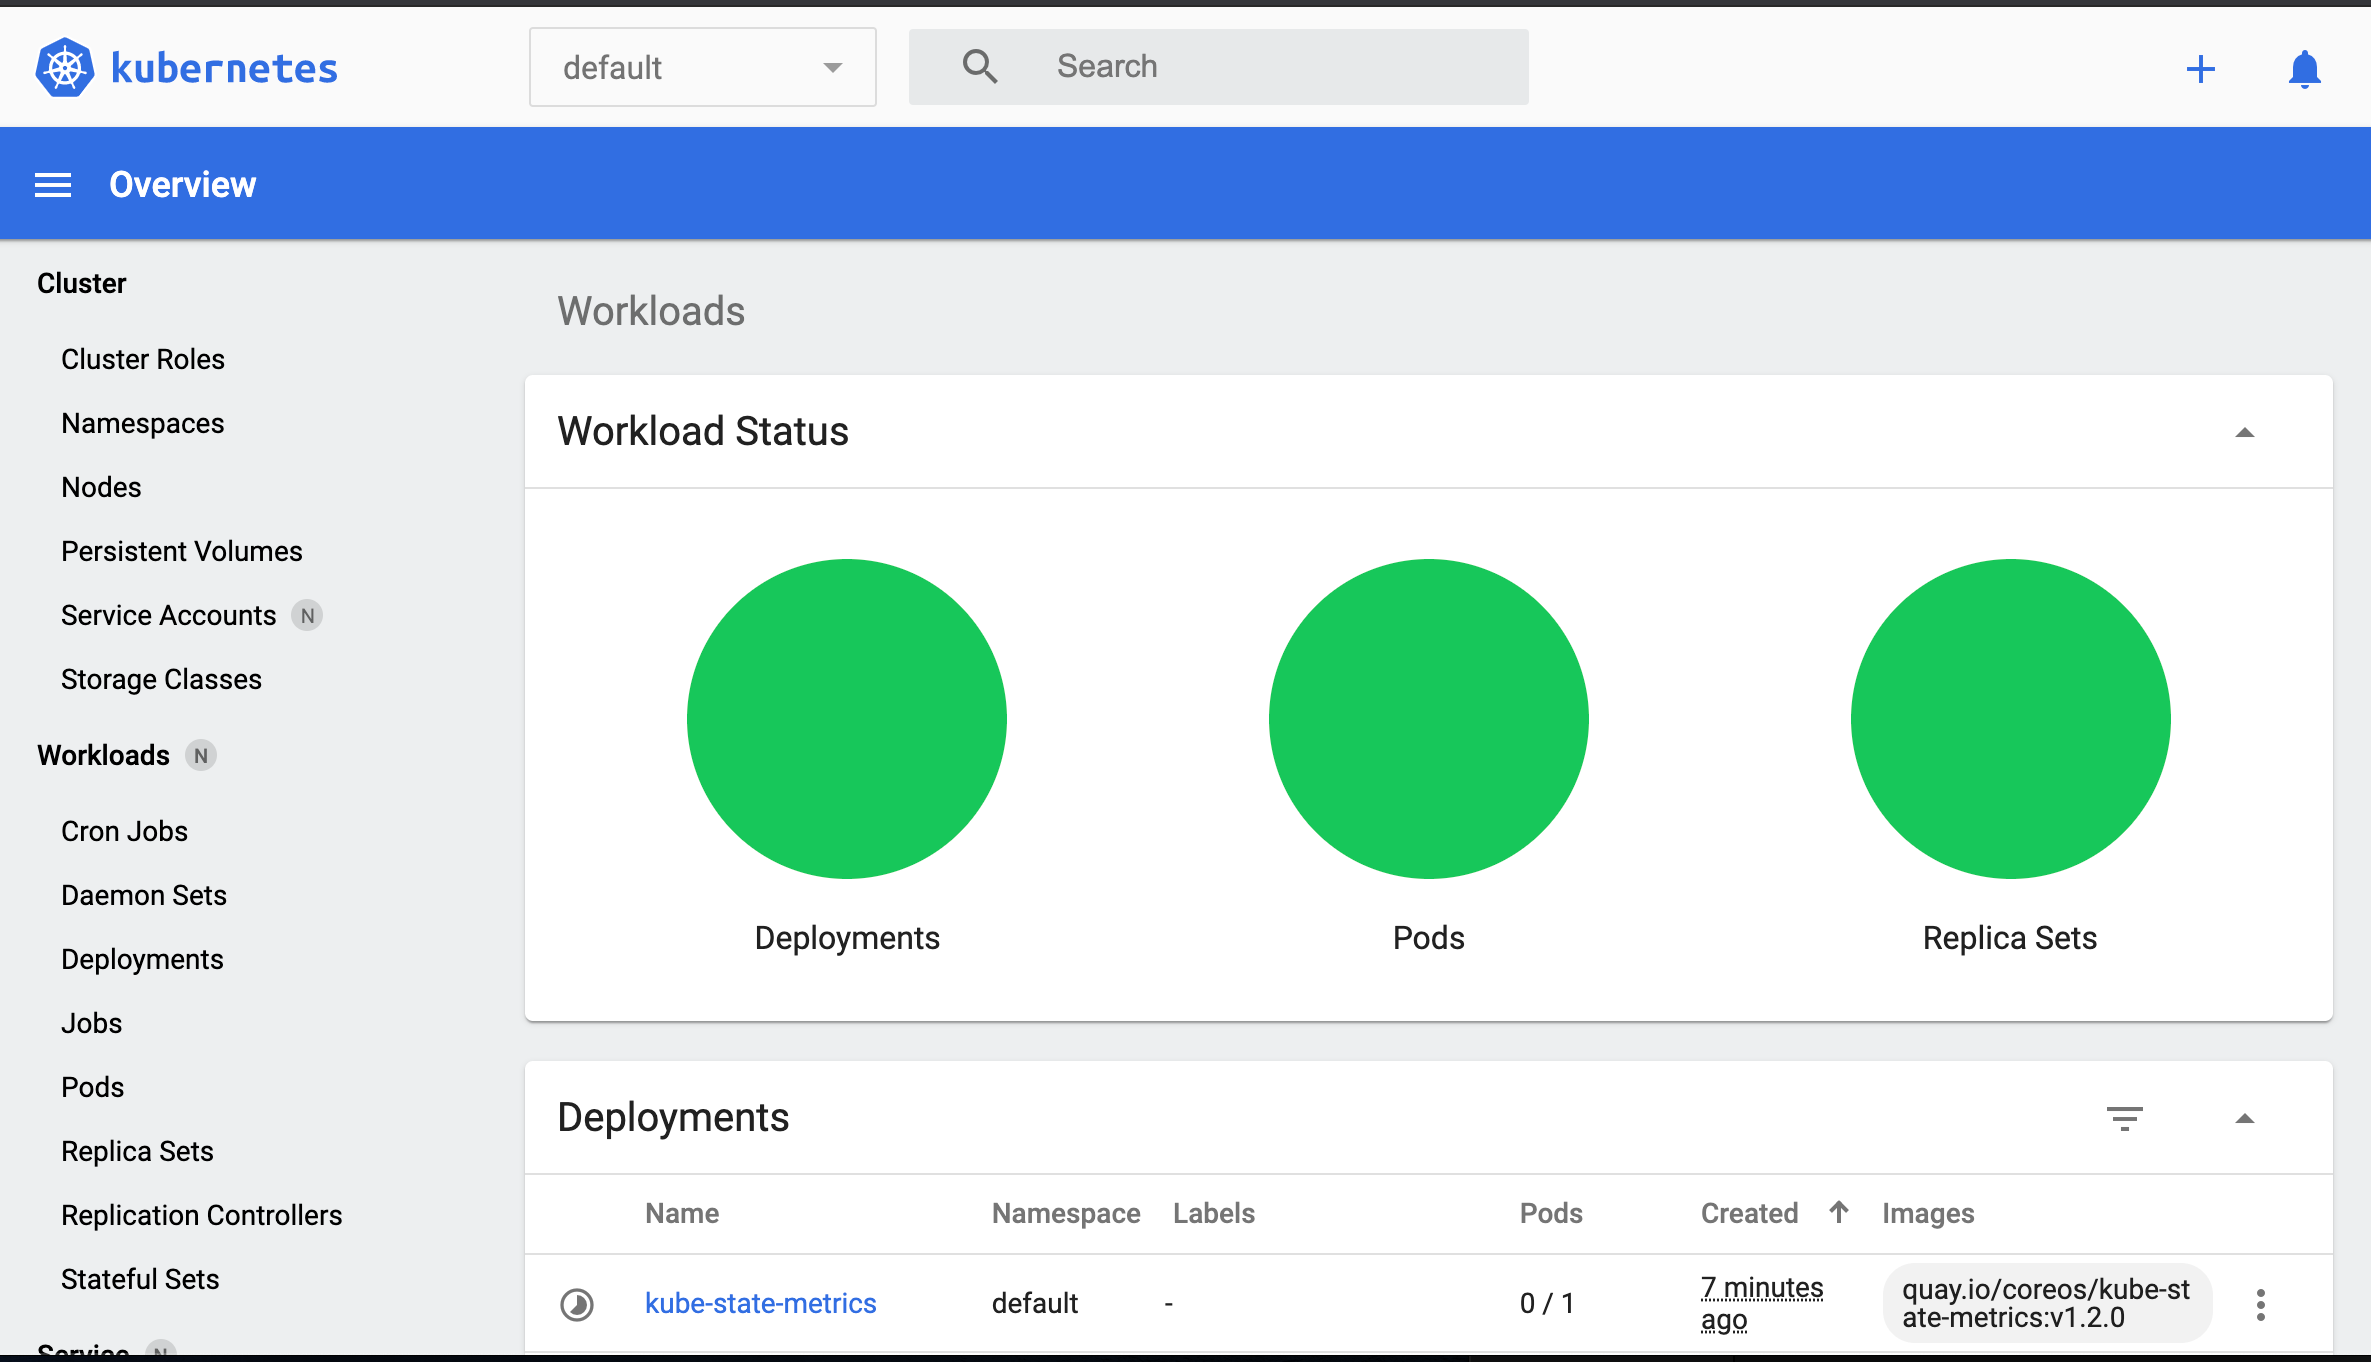 kubernetes
default
Search
Overview
Cluster
Cluster Roles
Namespaces
Nodes
Persistent Volumes
Service Accounts N
Storage Classes
Workloads N
Cron Jobs
Daemon Sets
Deployments
Jobs
Pods
Replica Sets
Replication Controllers
Stateful Sets
Service N
Workloads
Workload Status
Deployments
Pods
Replica Sets
Deployments
Name Namespace Labels Pods Created Images
kube-state-metrics default - 0 / 1 7 minutes
ago
quay.io/coreos/kube-st
ate-metrics:v1.2.0